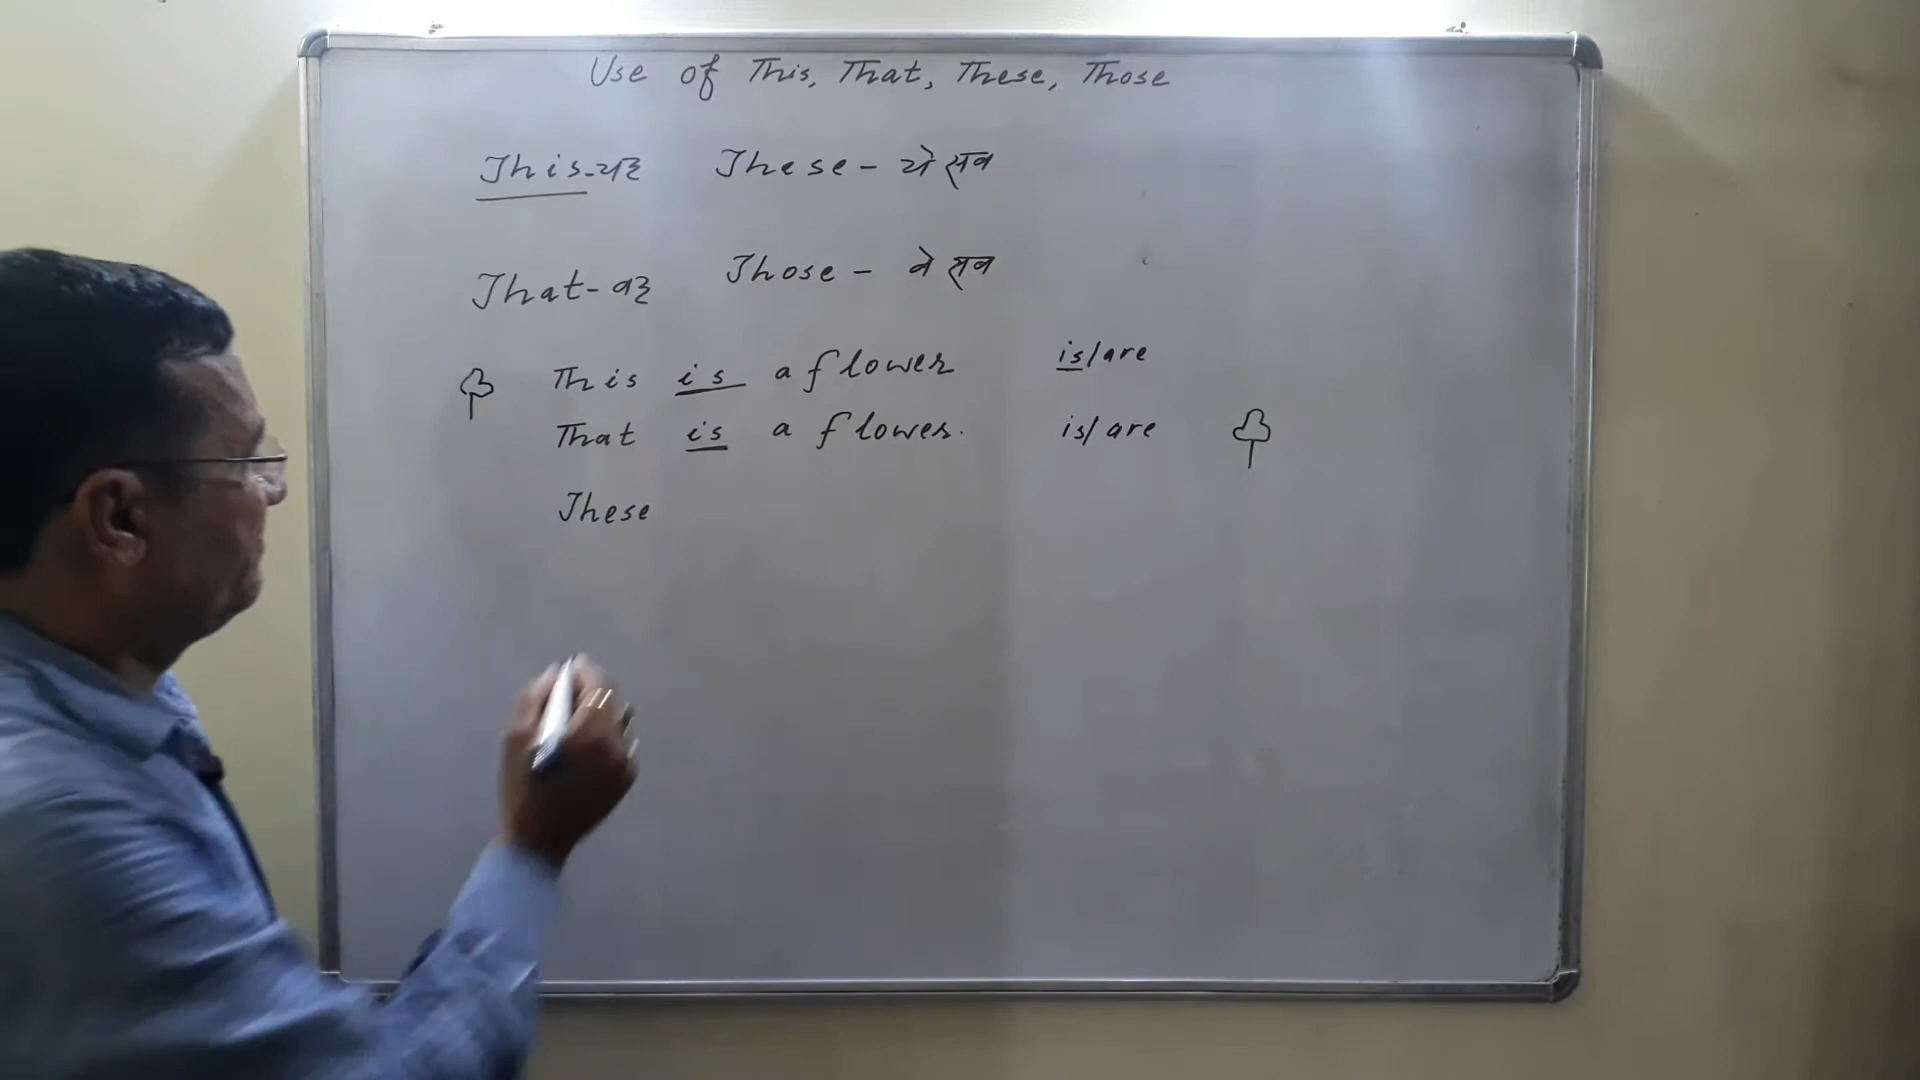 Use of This, That, These, Those
This-यह These - ये सब
That-वह Those - वे सब
This is a flower is/are
That is a flower. is/are
These